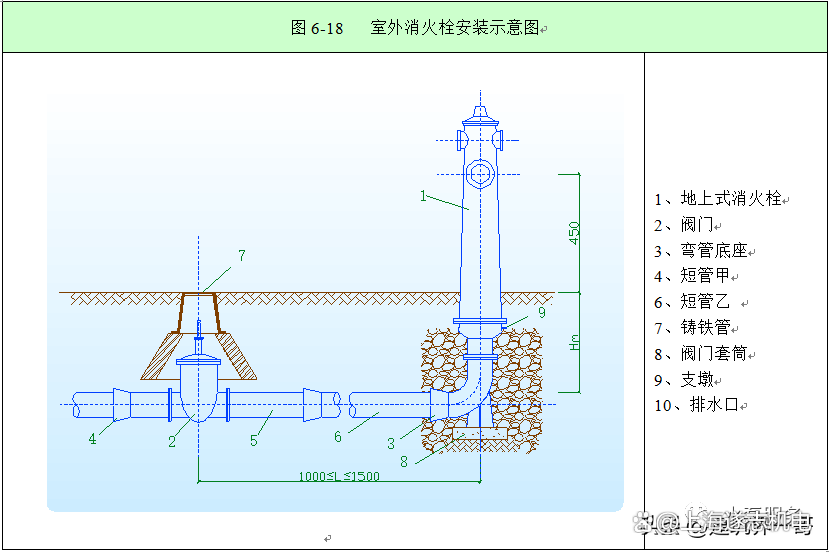 图 6-18 室外消火栓安装示意图
1
450
7
9
Hm
4
2
5
6
3
8
1000≤L≤1500
1、地上式消火栓
2、阀门
3、弯管底座
4、短管甲
6、短管乙
7、铸铁管
8、阀门套筒
9、支墩
10、排水口